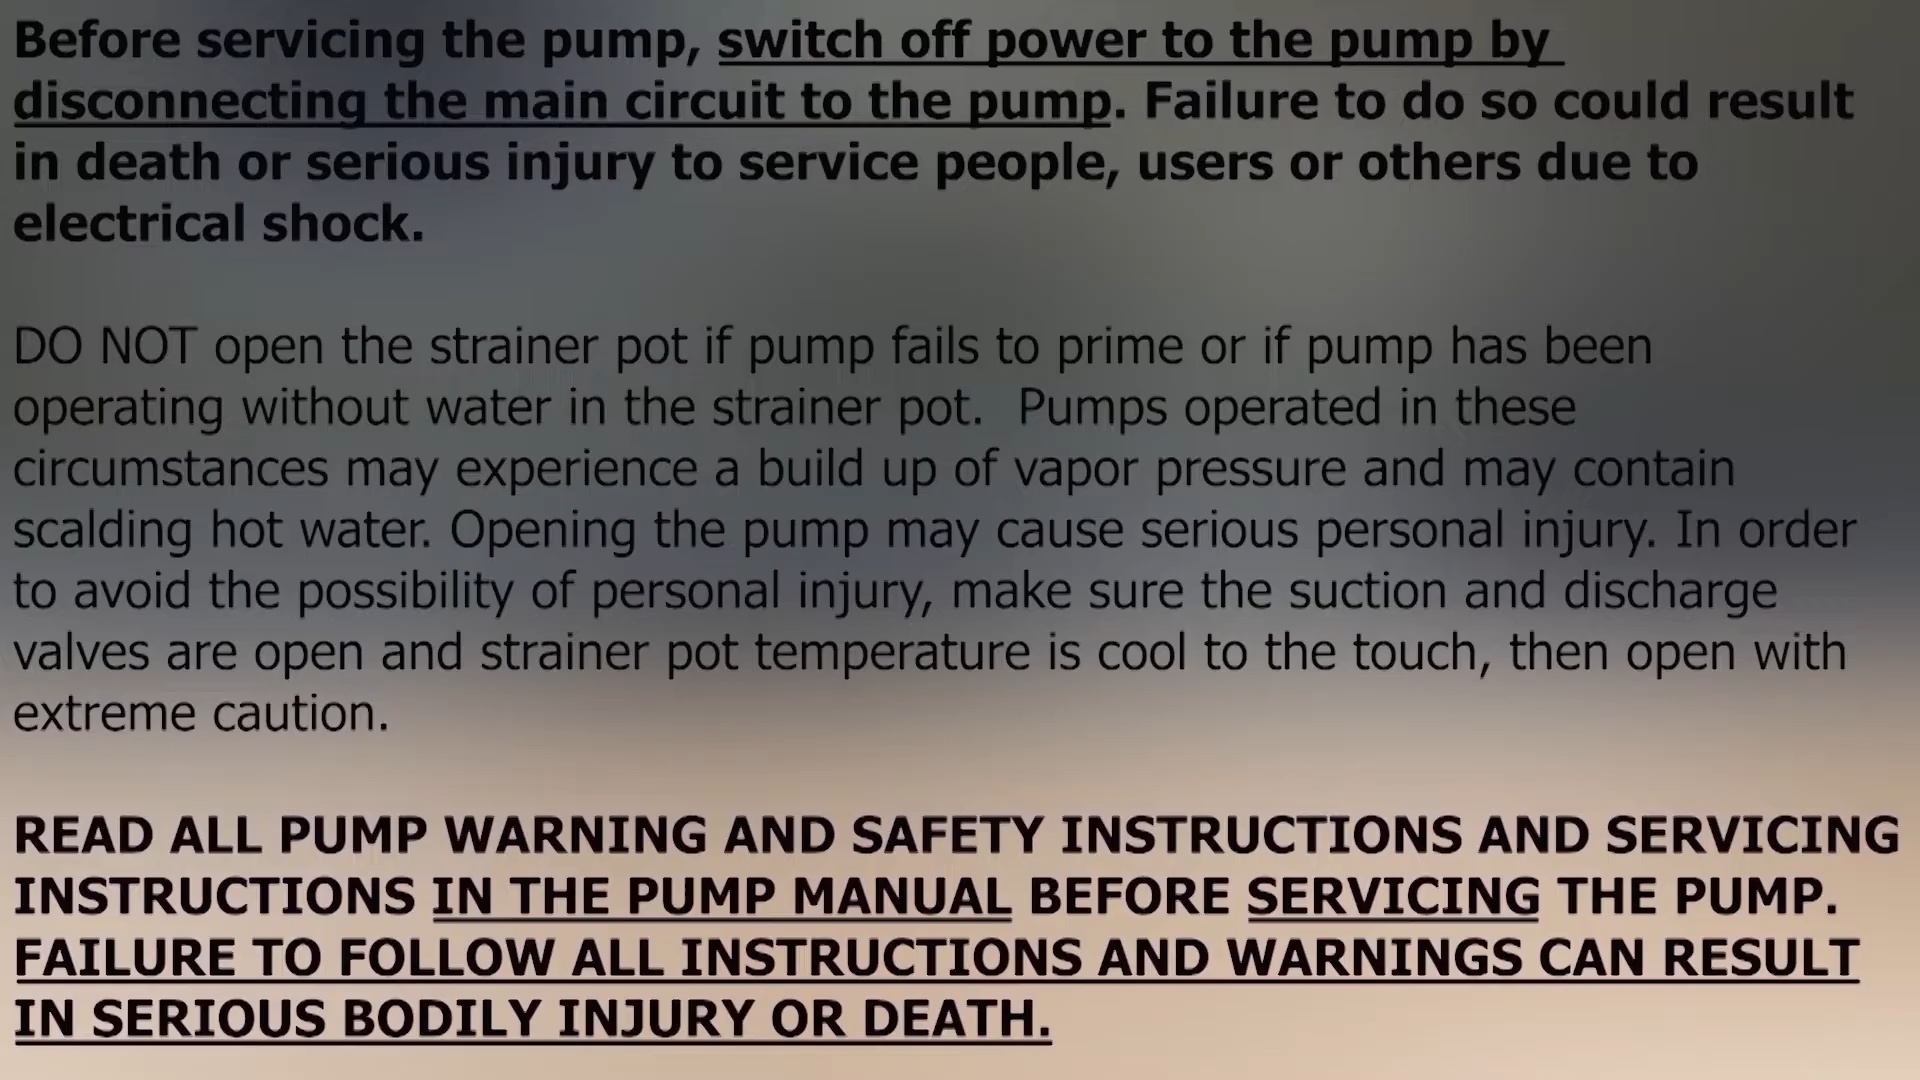 Before servicing the pump, switch off power to the pump by
disconnecting the main circuit to the pump. Failure to do so could result
in death or serious injury to service people, users or others due to
electrical shock.
DO NOT open the strainer pot if pump fails to prime or if pump has been
operating without water in the strainer pot.  Pumps operated in these
circumstances may experience a build up of vapor pressure and may contain
scalding hot water. Opening the pump may cause serious personal injury. In order
to avoid the possibility of personal injury, make sure the suction and discharge
valves are open and strainer pot temperature is cool to the touch, then open with
extreme caution.
READ ALL PUMP WARNING AND SAFETY INSTRUCTIONS AND SERVICING
INSTRUCTIONS IN THE PUMP MANUAL BEFORE SERVICING THE PUMP.
FAILURE TO FOLLOW ALL INSTRUCTIONS AND WARNINGS CAN RESULT
IN SERIOUS BODILY INJURY OR DEATH.